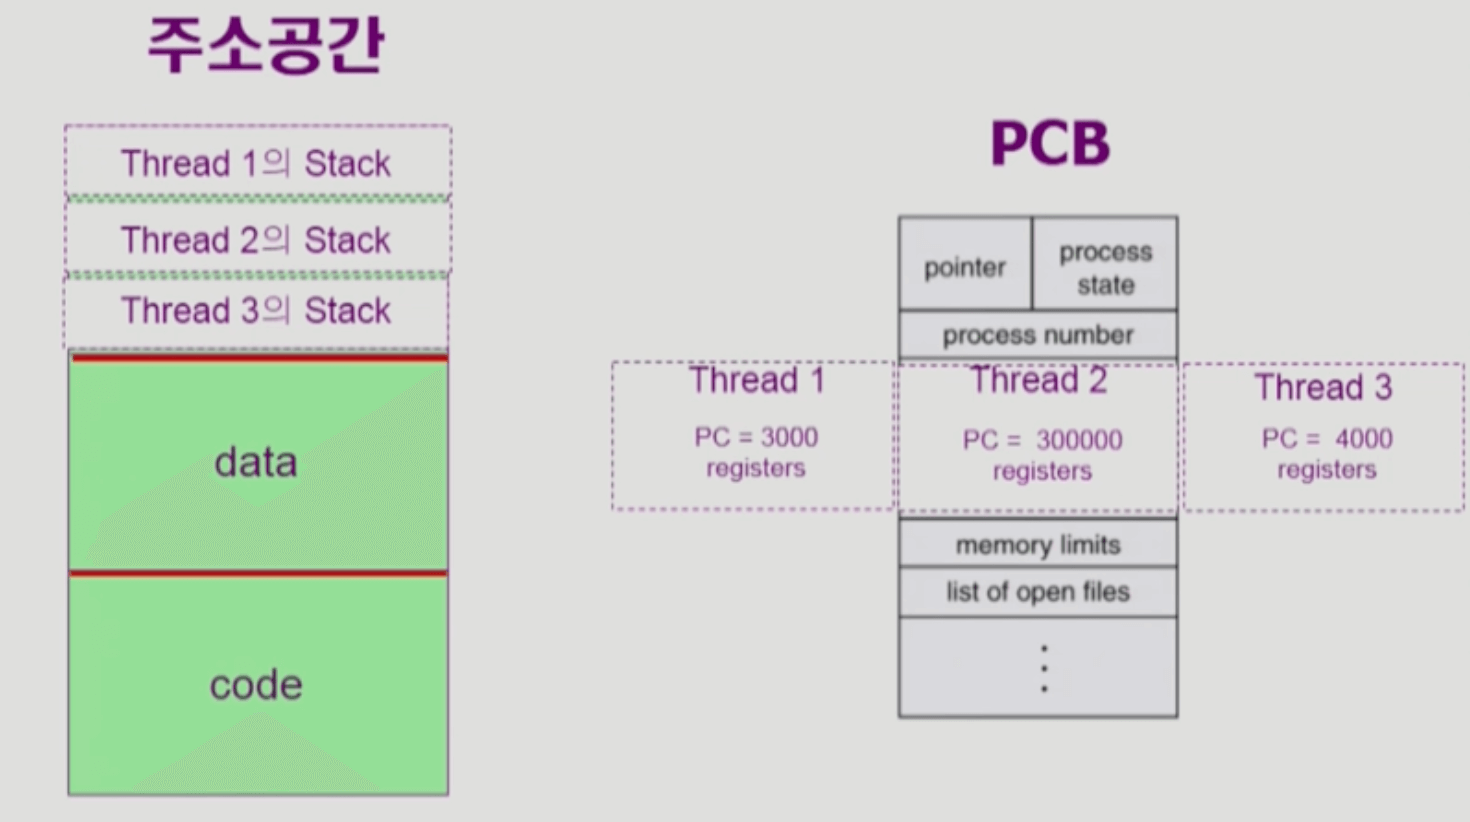 주소공간
Thread 1의 Stack
Thread 2의 Stack
Thread 3의 Stack
data
code
PCB
pointer
process
state
process number
Thread 1
PC = 3000
registers
Thread 2
PC = 300000
registers
Thread 3
PC = 4000
registers
memory limits
list of open files